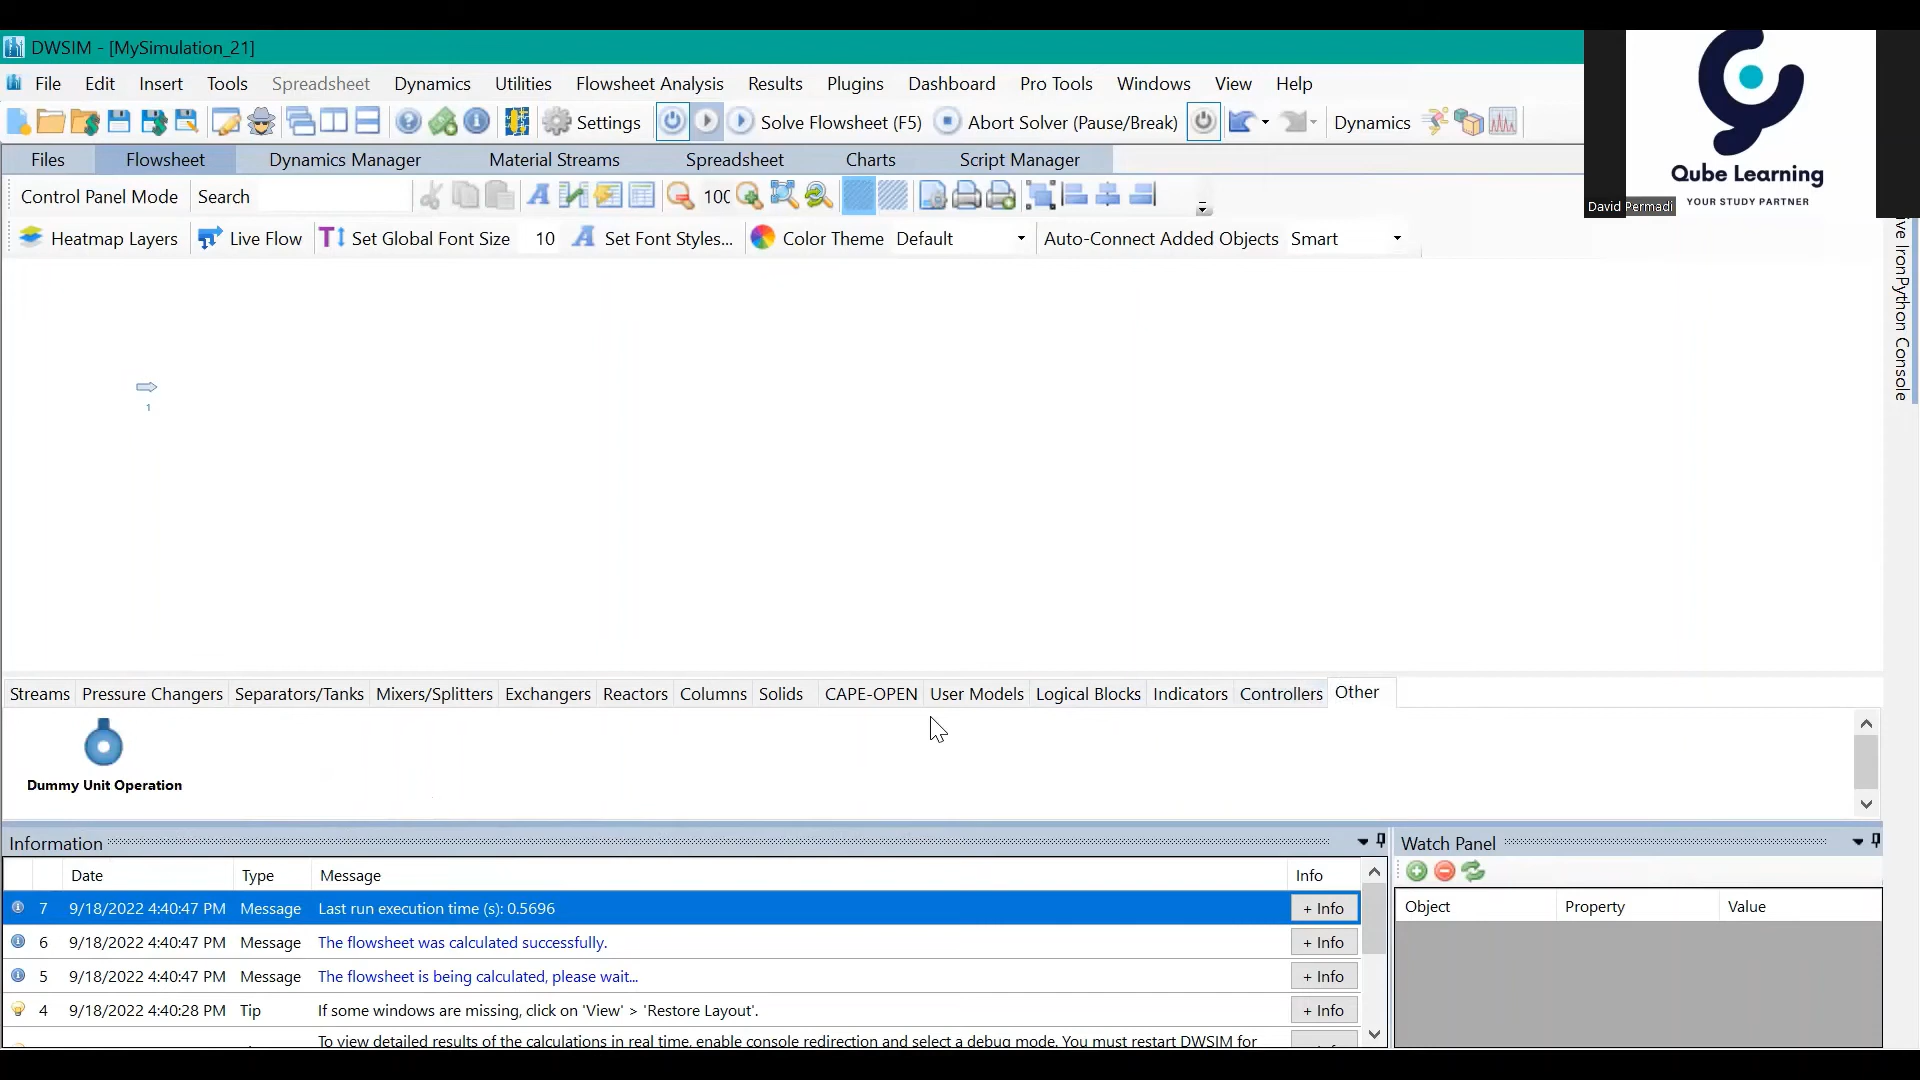 DWSIM - [MySimulation_21]
File Edit Insert Tools Spreadsheet Dynamics Utilities Flowsheet Analysis Results Plugins Dashboard Pro Tools Windows View Help
Settings Solve Flowsheet (F5) Abort Solver (Pause/Break) Dynamics
Qube Learning
YOUR STUDY PARTNER
David Permadi
Files Flowsheet Dynamics Manager Material Streams Spreadsheet Charts Script Manager
Control Panel Mode Search
Heatmap Layers Live Flow Set Global Font Size 10 Set Font Styles... Color Theme Default Auto-Connect Added Objects Smart
IronPython Console
1
Streams Pressure Changers Separators/Tanks Mixers/Splitters Exchangers Reactors Columns Solids CAPE-OPEN User Models Logical Blocks Indicators Controllers Other
Dummy Unit Operation
Information
Date Type Message Info
7 9/18/2022 4:40:47 PM Message Last run execution time (s): 0.5696 + Info
6 9/18/2022 4:40:47 PM Message The flowsheet was calculated successfully. + Info
5 9/18/2022 4:40:47 PM Message The flowsheet is being calculated, please wait... + Info
4 9/18/2022 4:40:28 PM Tip If some windows are missing, click on 'View' > 'Restore Layout'. + Info
To view detailed results of the calculations in real time, enable console redirection and select a debug mode. You must restart DWSIM for
Watch Panel
Object Property Value